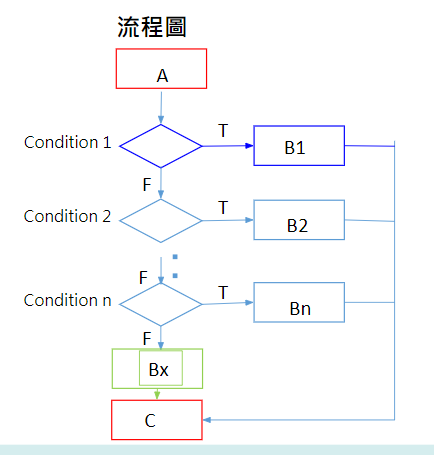 流程圖
A
Condition 1
T
B1
F
Condition 2
T
B2
F
Condition n
T
Bn
F
Bx
C